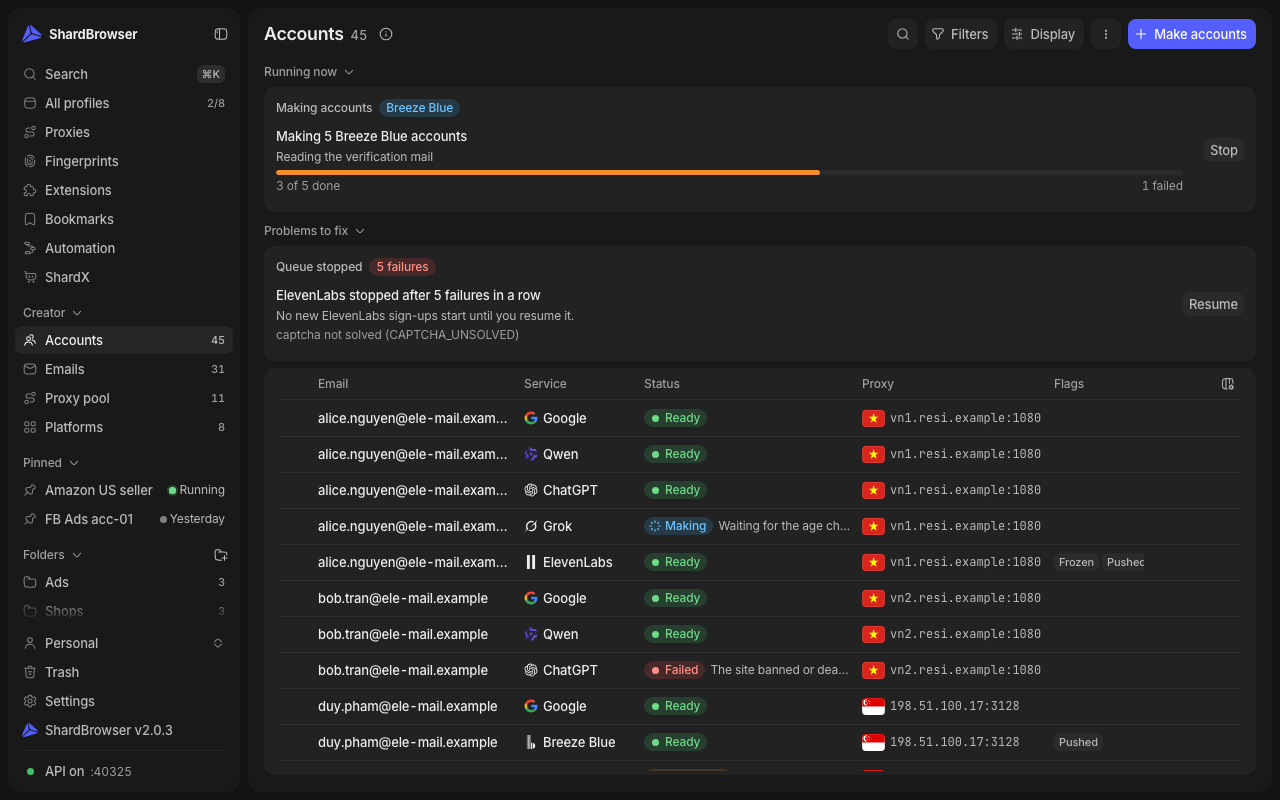 ShardBrowser
Search ⌘K
All profiles 2/8
Proxies
Fingerprints
Extensions
Bookmarks
Automation
ShardX
Creator
Accounts 45
Emails 31
Proxy pool 11
Platforms 8
Pinned
Amazon US seller Running
FB Ads acc-01 Yesterday
Folders
Ads 3
Shops 3
Personal
Trash
Settings
ShardBrowser v2.0.3
API on :40325
Accounts 45
Filters
Display
Make accounts
Running now
Making accounts Breeze Blue
Making 5 Breeze Blue accounts
Reading the verification mail
3 of 5 done 1 failed
Stop
Problems to fix
Queue stopped 5 failures
ElevenLabs stopped after 5 failures in a row
No new ElevenLabs sign-ups start until you resume it.
captcha not solved (CAPTCHA_UNSOLVED)
Resume
Email Service Status Proxy Flags
alice.nguyen@ele-mail.exam... Google Ready vn1.resi.example:1080
alice.nguyen@ele-mail.exam... Qwen Ready vn1.resi.example:1080
alice.nguyen@ele-mail.exam... ChatGPT Ready vn1.resi.example:1080
alice.nguyen@ele-mail.exam... Grok Making Waiting for the age ch... vn1.resi.example:1080
alice.nguyen@ele-mail.exam... ElevenLabs Ready vn1.resi.example:1080 Frozen Pushed
bob.tran@ele-mail.example Google Ready vn2.resi.example:1080
bob.tran@ele-mail.example Qwen Ready vn2.resi.example:1080
bob.tran@ele-mail.example ChatGPT Failed The site banned or dea... vn2.resi.example:1080
duy.pham@ele-mail.example Google Ready 198.51.100.17:3128
duy.pham@ele-mail.example Breeze Blue Ready 198.51.100.17:3128 Pushed